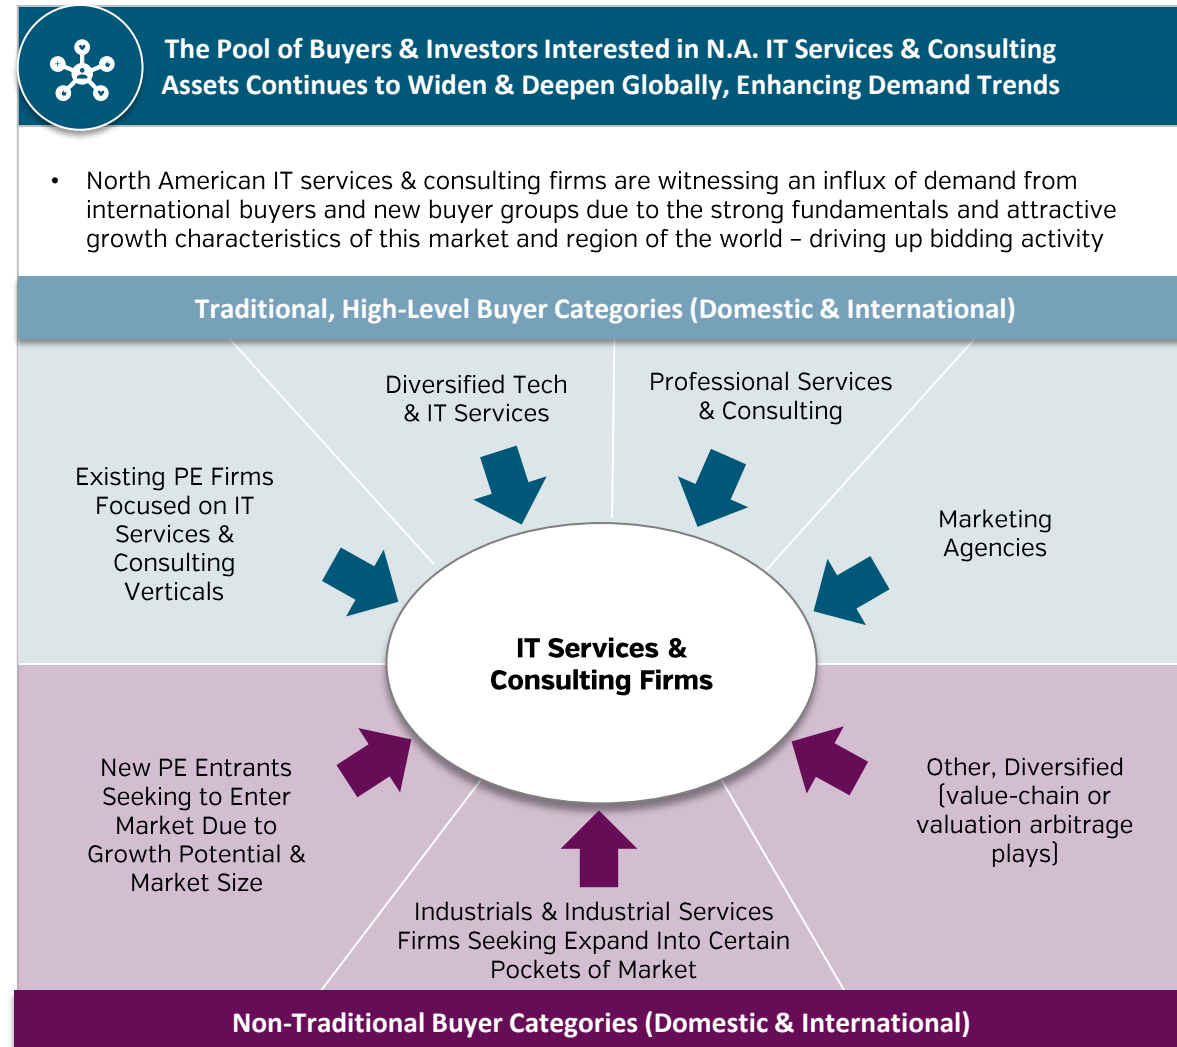 The Pool of Buyers & Investors Interested in N.A. IT Services & Consulting
Assets Continues to Widen & Deepen Globally, Enhancing Demand Trends
• North American IT services & consulting firms are witnessing an influx of demand from
international buyers and new buyer groups due to the strong fundamentals and attractive
growth characteristics of this market and region of the world – driving up bidding activity
Traditional, High-Level Buyer Categories (Domestic & International)
Existing PE Firms
Focused on IT
Services &
Consulting
Verticals
Diversified Tech
& IT Services
Professional Services
& Consulting
Marketing
Agencies
IT Services &
Consulting Firms
New PE Entrants
Seeking to Enter
Market Due to
Growth Potential &
Market Size
Industrials & Industrial Services
Firms Seeking Expand Into Certain
Pockets of Market
Other, Diversified
(value-chain or
valuation arbitrage
plays)
Non-Traditional Buyer Categories (Domestic & International)